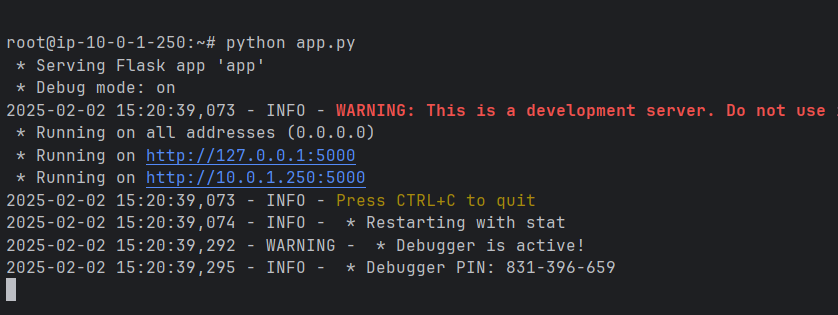 root@ip-10-0-1-250:~# python app.py
 * Serving Flask app 'app'
 * Debug mode: on
2025-02-02 15:20:39,073 - INFO - WARNING: This is a development server. Do not use
 * Running on all addresses (0.0.0.0)
 * Running on http://127.0.0.1:5000
 * Running on http://10.0.1.250:5000
2025-02-02 15:20:39,073 - INFO - Press CTRL+C to quit
2025-02-02 15:20:39,074 - INFO -  * Restarting with stat
2025-02-02 15:20:39,292 - WARNING -  * Debugger is active!
2025-02-02 15:20:39,295 - INFO -  * Debugger PIN: 831-396-659